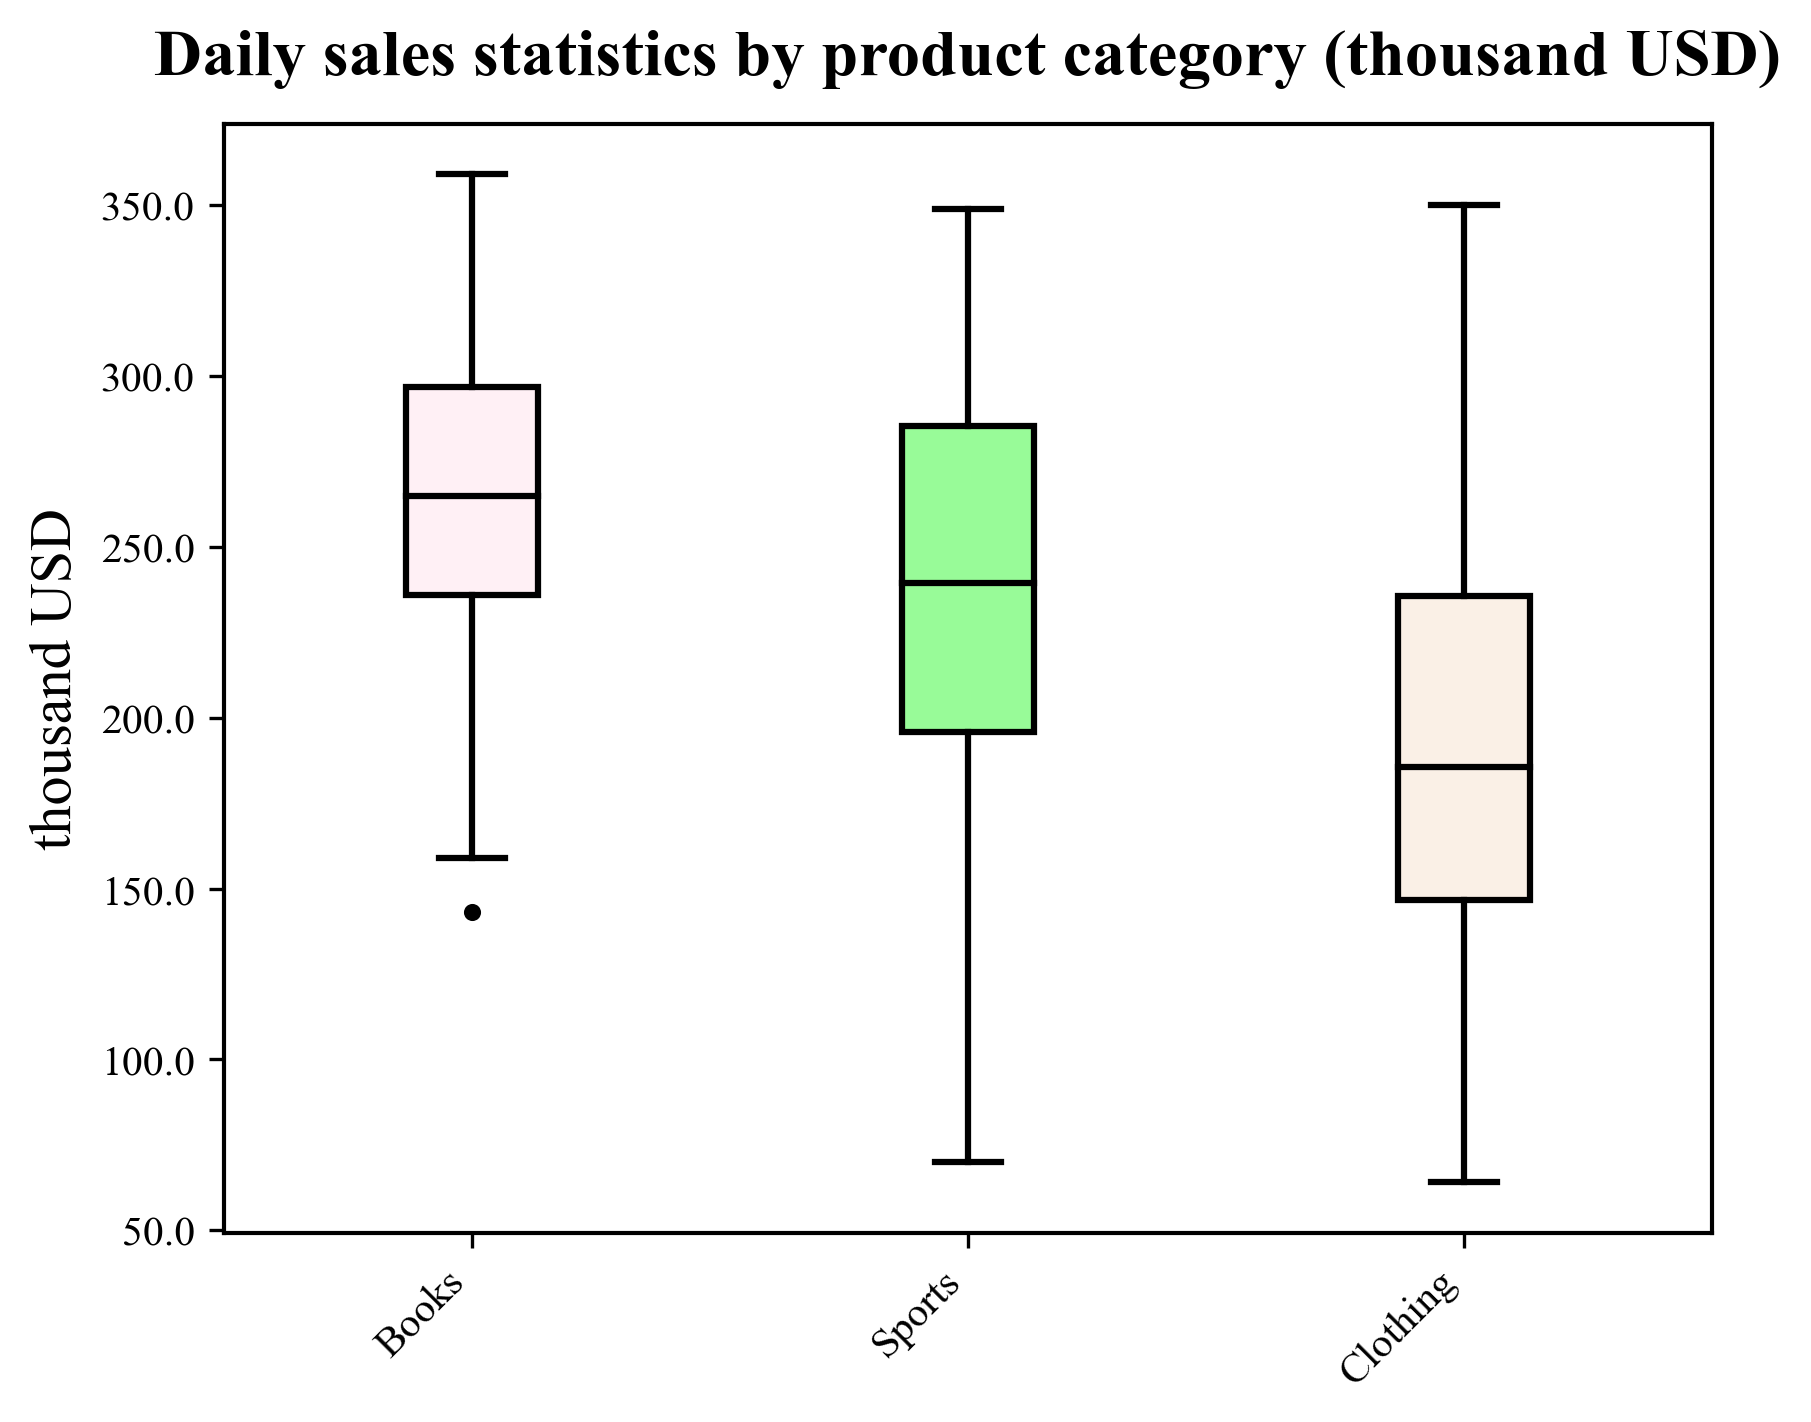 Daily sales statistics by product category (thousand USD)
thousand USD
350.0
300.0
250.0
200.0
150.0
100.0
50.0
Books
Sports
Clothing